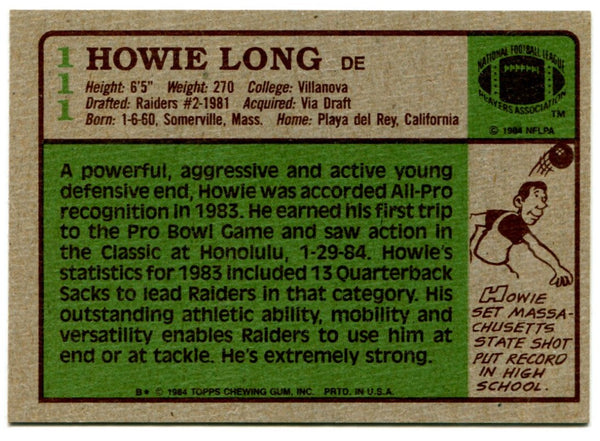 111
HOWIE LONG DE
Height: 6'5" Weight: 270 College: Villanova
Drafted: Raiders #2-1981 Acquired: Via Draft
Born: 1-6-60, Somerville, Mass. Home: Playa del Rey, California
NATIONAL FOOTBALL LEAGUE
PLAYERS ASSOCIATION
TM
© 1984 NFLPA
A powerful, aggressive and active young
defensive end, Howie was accorded All-Pro
recognition in 1983. He earned his first trip
to the Pro Bowl Game and saw action in
the Classic at Honolulu, 1-29-84. Howie's
statistics for 1983 included 13 Quarterback
Sacks to lead Raiders in that category. His
outstanding athletic ability, mobility and
versatility enables Raiders to use him at
end or at tackle. He's extremely strong.
HOWIE
SET MASSA-
CHUSETTS
STATE SHOT
PUT RECORD
IN HIGH
SCHOOL.
B* © 1984 TOPPS CHEWING GUM, INC. PRTD. IN U.S.A.